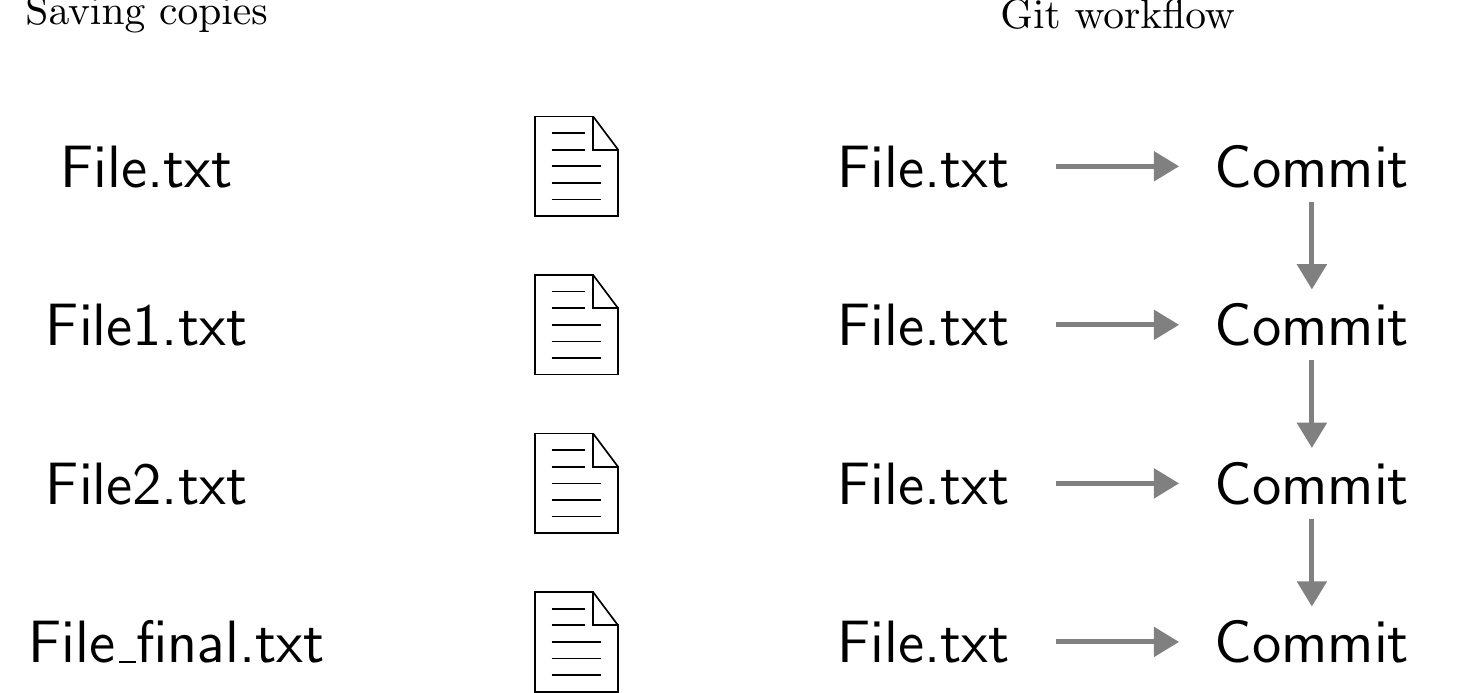 Saving copies Git workflow
File.txt File.txt Commit
File1.txt File.txt Commit
File2.txt File.txt Commit
File_final.txt File.txt Commit